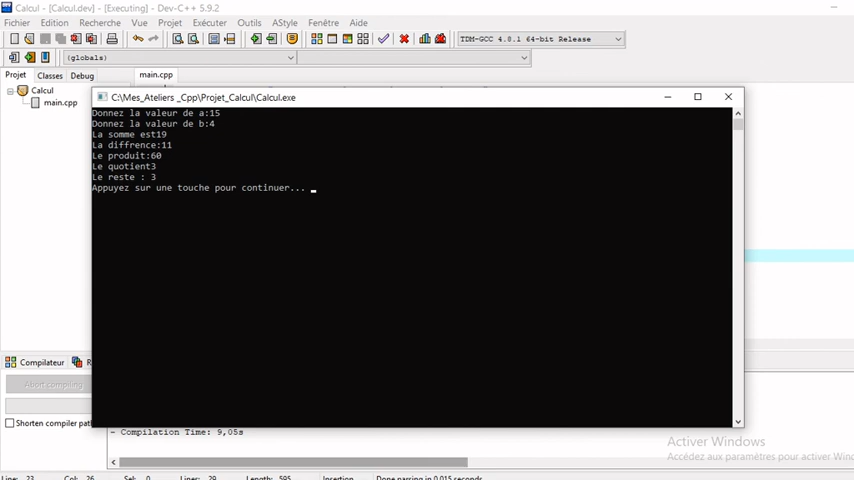 Calcul - [Calcul.dev] - [Executing] - Dev-C++ 5.9.2
Fichier Edition Recherche Vue Projet Exécuter Outils AStyle Fenêtre Aide
TDM-GCC 4.8.1 64-bit Release
(globals)
Projet Classes Debug main.cpp
Calcul
main.cpp
C:\Mes_Ateliers _Cpp\Projet_Calcul\Calcul.exe
Donnez la valeur de a:15
Donnez la valeur de b:4
La somme est19
La diffrence:11
Le produit:60
Le quotient3
Le reste : 3
Appuyez sur une touche pour continuer...
Compilateur
Abort compiling
Shorten compiler path
- Compilation Time: 9,05s
Activer Windows
Accédez aux paramètres pour activer Win
Line: 23 Col: 26 Sel: 0 Lines: 29 Length: 595 Insertion Done parsing in 0.015 seconds